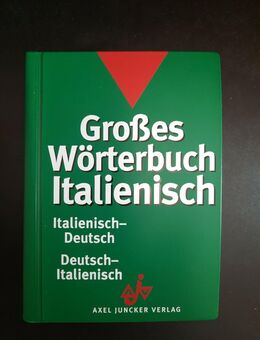 Großes
Wörterbuch
Italienisch
Italienisch–
Deutsch
Deutsch–
Italienisch
AXEL JUNCKER VERLAG